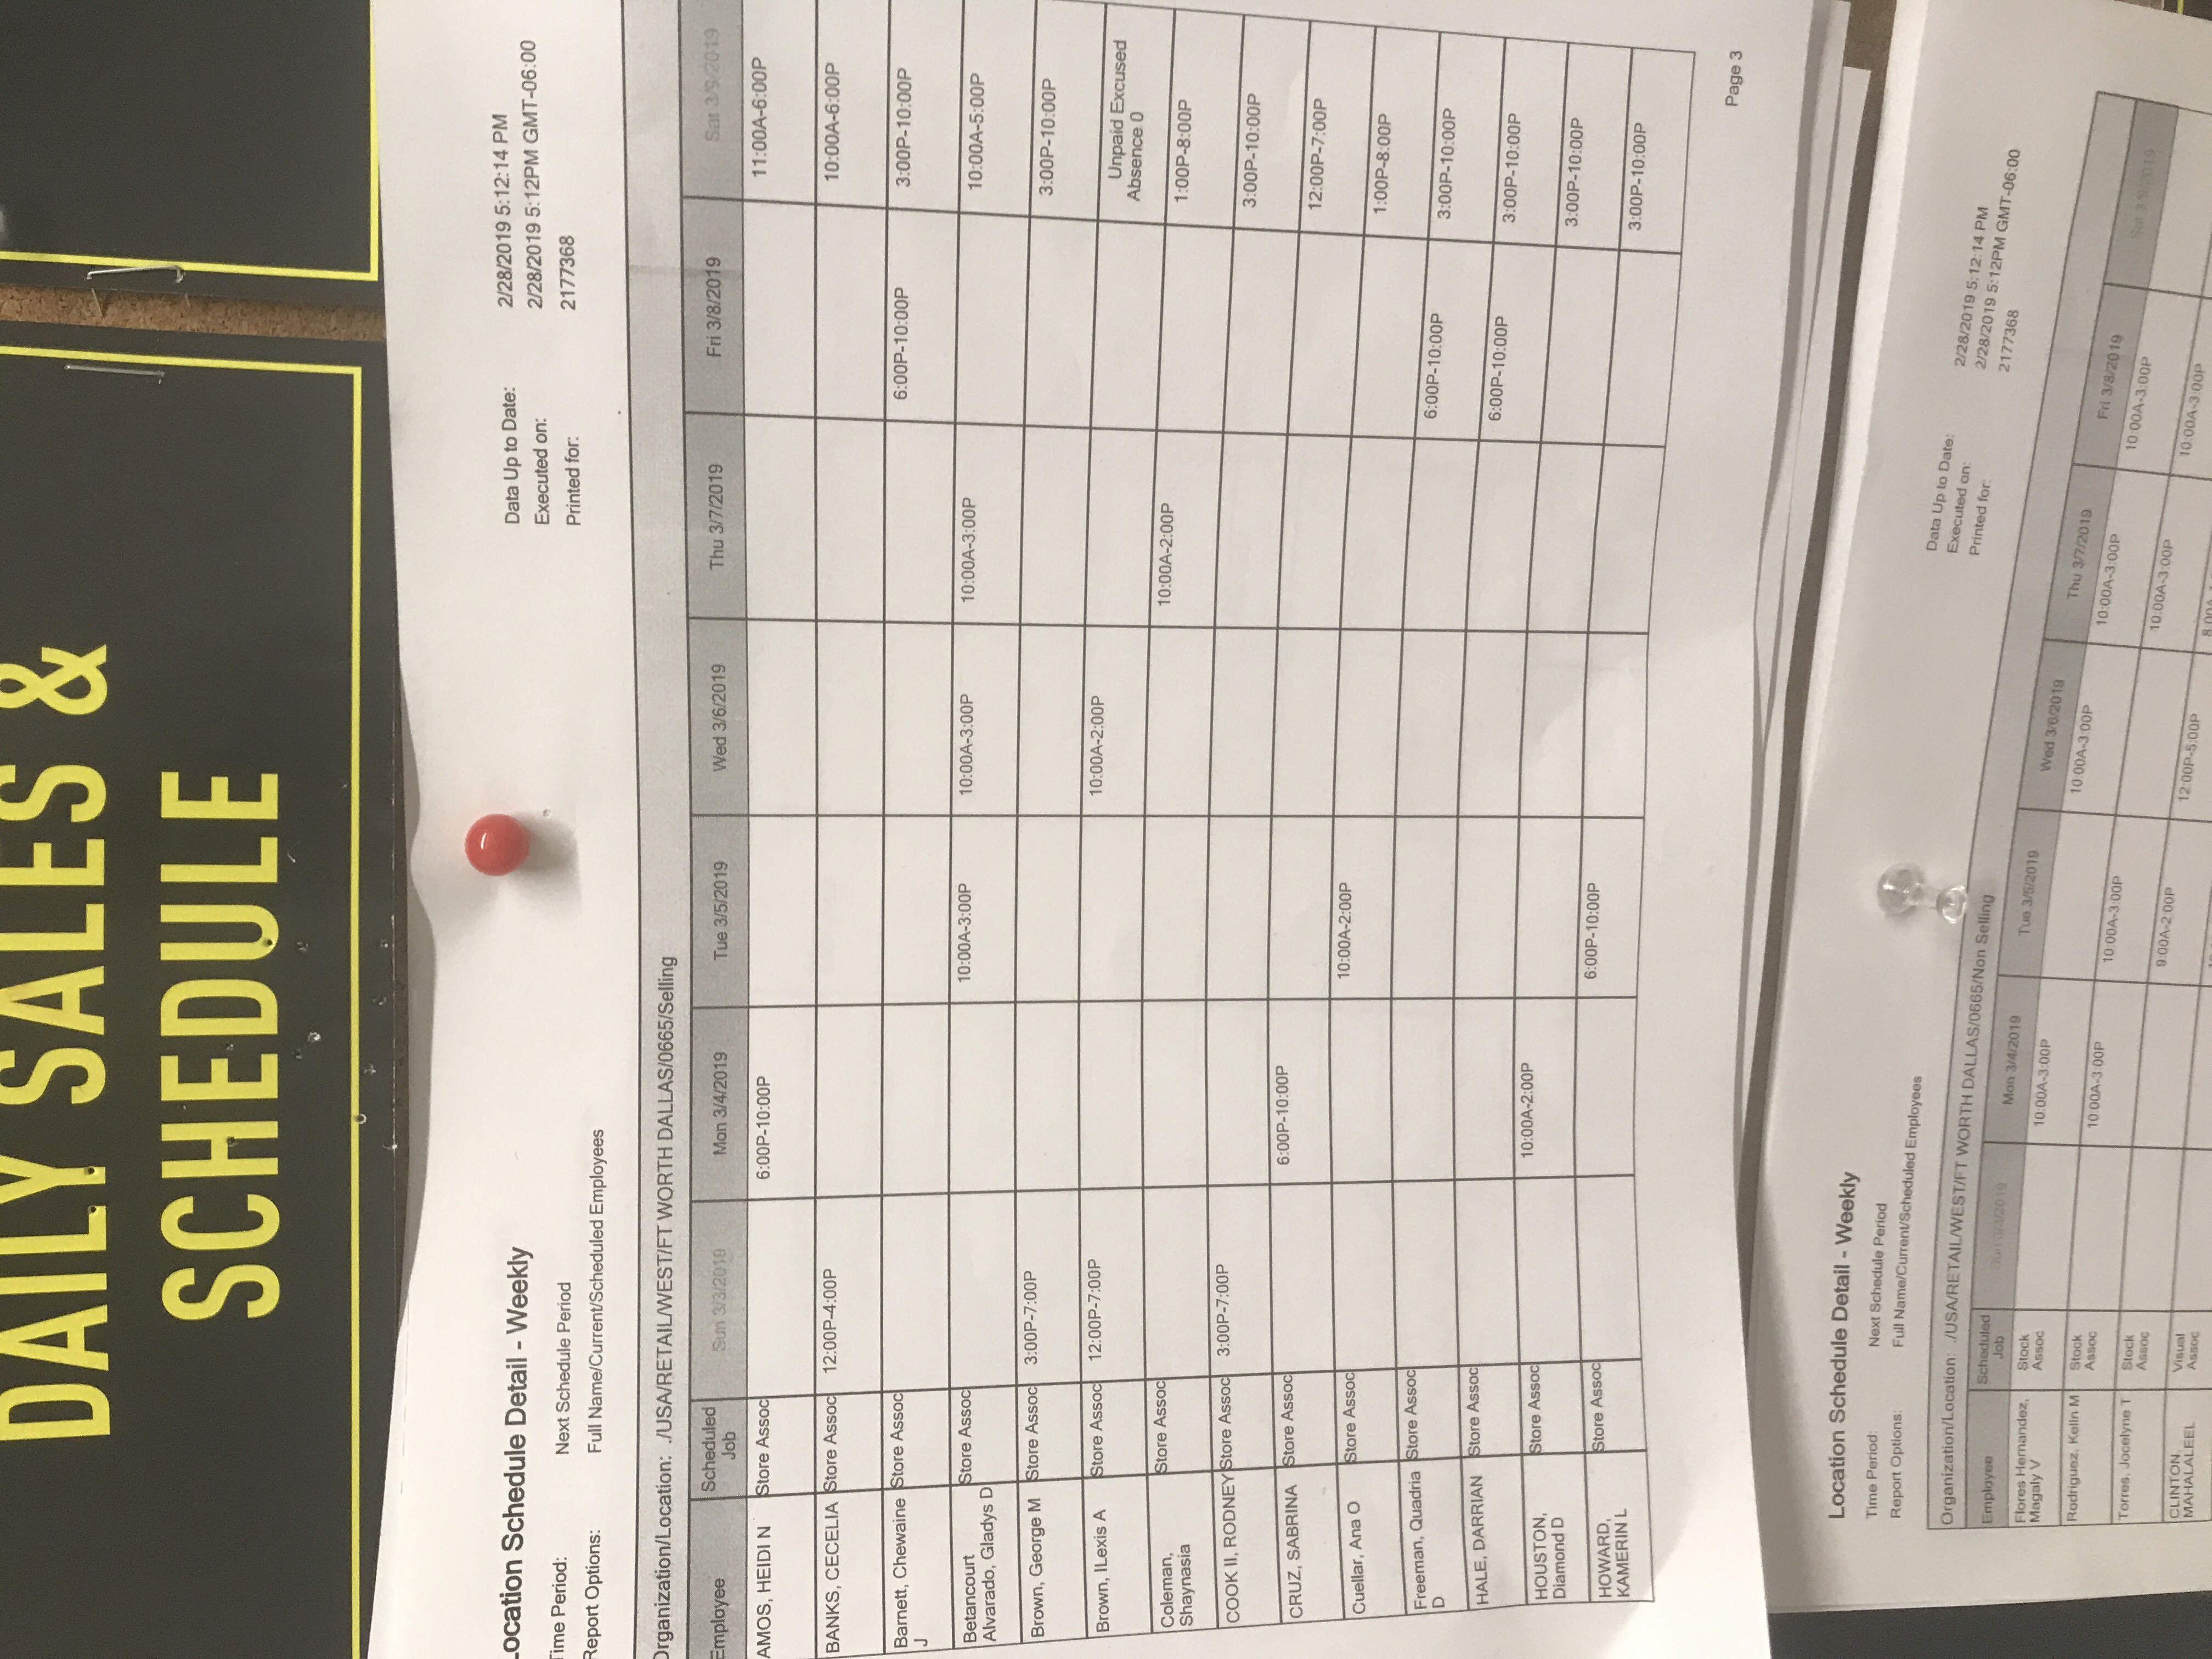 DAILY SALES &
SCHEDULE
Location Schedule Detail - Weekly
Data Up to Date: 2/28/2019 5:12:14 PM
Executed on: 2/28/2019 5:12PM GMT-06:00
Printed for: 2177368
Time Period: Next Schedule Period
Report Options: Full Name/Current/Scheduled Employees
Organization/Location: ./USA/RETAIL/WEST/FT WORTH DALLAS/0665/Selling
Employee Scheduled Job Sun 3/3/2019 Mon 3/4/2019 Tue 3/5/2019 Wed 3/6/2019 Thu 3/7/2019 Fri 3/8/2019 Sat 3/9/2019
AMOS, HEIDI N Store Assoc 6:00P-10:00P 11:00A-6:00P
BANKS, CECELIA Store Assoc 12:00P-4:00P 10:00A-6:00P
Barnett, Chewaine J Store Assoc 6:00P-10:00P 3:00P-10:00P
Betancourt Alvarado, Gladys D Store Assoc 10:00A-3:00P 10:00A-3:00P 10:00A-3:00P 10:00A-5:00P
Brown, George M Store Assoc 3:00P-7:00P 3:00P-10:00P
Brown, ILexis A Store Assoc 12:00P-7:00P 10:00A-2:00P Unpaid Excused Absence 0
Coleman, Shaynasia Store Assoc 10:00A-2:00P 1:00P-8:00P
COOK II, RODNEY Store Assoc 3:00P-7:00P 3:00P-10:00P
CRUZ, SABRINA Store Assoc 6:00P-10:00P 12:00P-7:00P
Cuellar, Ana O Store Assoc 10:00A-2:00P 1:00P-8:00P
Freeman, Quadria D Store Assoc 6:00P-10:00P 3:00P-10:00P
HALE, DARRIAN Store Assoc 6:00P-10:00P 3:00P-10:00P
HOUSTON, Diamond D Store Assoc 10:00A-2:00P 3:00P-10:00P
HOWARD, KAMERIN L Store Assoc 6:00P-10:00P 3:00P-10:00P
Page 3
Location Schedule Detail - Weekly
Time Period: Next Schedule Period
Report Options: Full Name/Current/Scheduled Employees
Data Up to Date: 2/28/2019 5:12:14 PM
Executed on: 2/28/2019 5:12PM GMT-06:00
Printed for: 2177368
Organization/Location: ./USA/RETAIL/WEST/FT WORTH DALLAS/0665/Non Selling
Employee Scheduled Job Sun 3/3/2019 Mon 3/4/2019 Tue 3/5/2019 Wed 3/6/2019 Thu 3/7/2019 Fri 3/8/2019 Sat 3/9/2019
Flores Hernandez, Magaly V Stock Assoc 10:00A-3:00P 10:00A-3:00P 10:00A-3:00P 10:00A-3:00P
Rodriguez, Kelin M Stock Assoc 10:00A-3:00P 10:00A-3:00P 10:00A-3:00P 10:00A-3:00P
Torres, Jocelyne T Stock Assoc 9:00A-2:00P 12:00P-5:00P
CLINTON, MAHALALEEL Visual Assoc